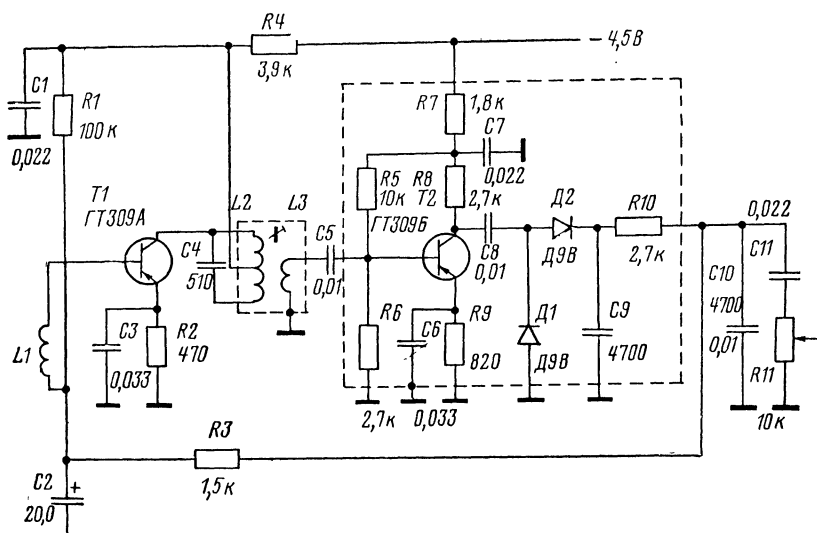 R4
3,9к
— 4,5В
C1
0,022
R1
100к
R7
1,8к
C7
0,022
R5
10к
R8
T2
2,7к
ГТ309Б
T1
ГТ309А
L2
L3
C4
510
C5
0,01
C8
0,01
Д2
Д9В
R10
2,7к
0,022
C11
C10
4700
0,01
R11
10к
L1
C3
0,033
R2
470
R6
2,7к
C6
0,033
R9
820
Д1
Д9В
C9
4700
R3
1,5к
C2
+
20,0